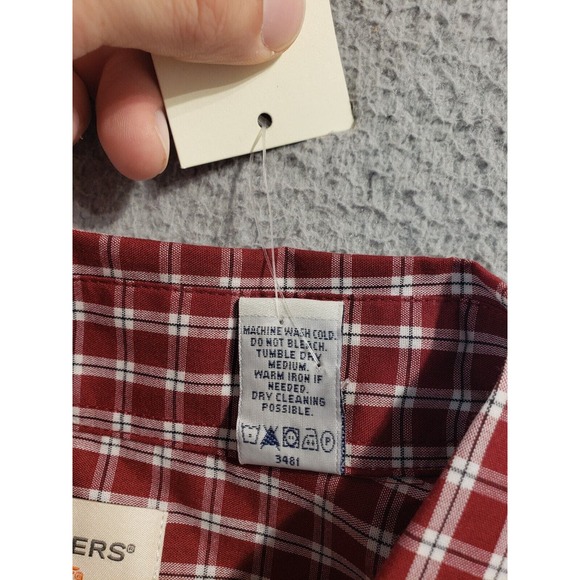 MACHINE WASH COLD.
DO NOT BLEACH.
TUMBLE DRY
MEDIUM.
WARM IRON IF
NEEDED.
DRY CLEANING
POSSIBLE.
P
3481
ERS®